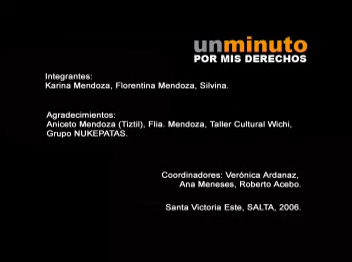 unminuto
POR MIS DERECHOS
Integrantes:
Karina Mendoza, Florentina Mendoza, Silvina.
Agradecimientos:
Aniceto Mendoza (Tiztil), Flia. Mendoza, Taller Cultural Wichi,
Grupo NUKEPATAS.
Coordinadores: Verónica Ardanaz,
Ana Meneses, Roberto Acebo.
Santa Victoria Este, SALTA, 2006.